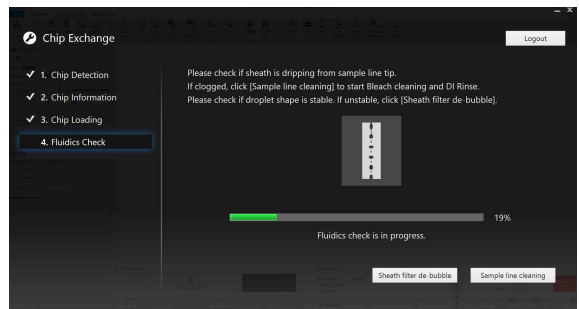 Chip Exchange
Logout
1. Chip Detection
2. Chip Information
3. Chip Loading
4. Fluidics Check
Please check if sheath is dripping from sample line tip.
If clogged, click [Sample line cleaning] to start Bleach cleaning and DI Rinse.
Please check if droplet shape is stable. If unstable, click [Sheath filter de-bubble].
19%
Fluidics check is in progress.
Sheath filter de-bubble
Sample line cleaning